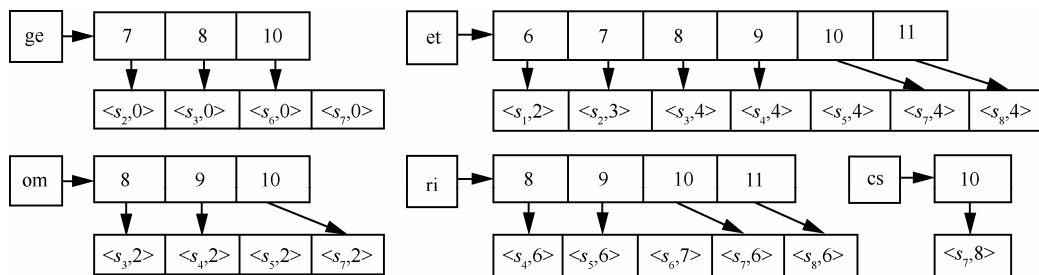 ge 7 8 10
<s2,0> <s3,0> <s6,0> <s7,0>
et 6 7 8 9 10 11
<s1,2> <s2,3> <s3,4> <s4,4> <s5,4> <s7,4> <s8,4>
om 8 9 10
<s3,2> <s4,2> <s5,2> <s7,2>
ri 8 9 10 11
<s4,6> <s5,6> <s6,7> <s7,6> <s8,6>
cs 10
<s7,8>